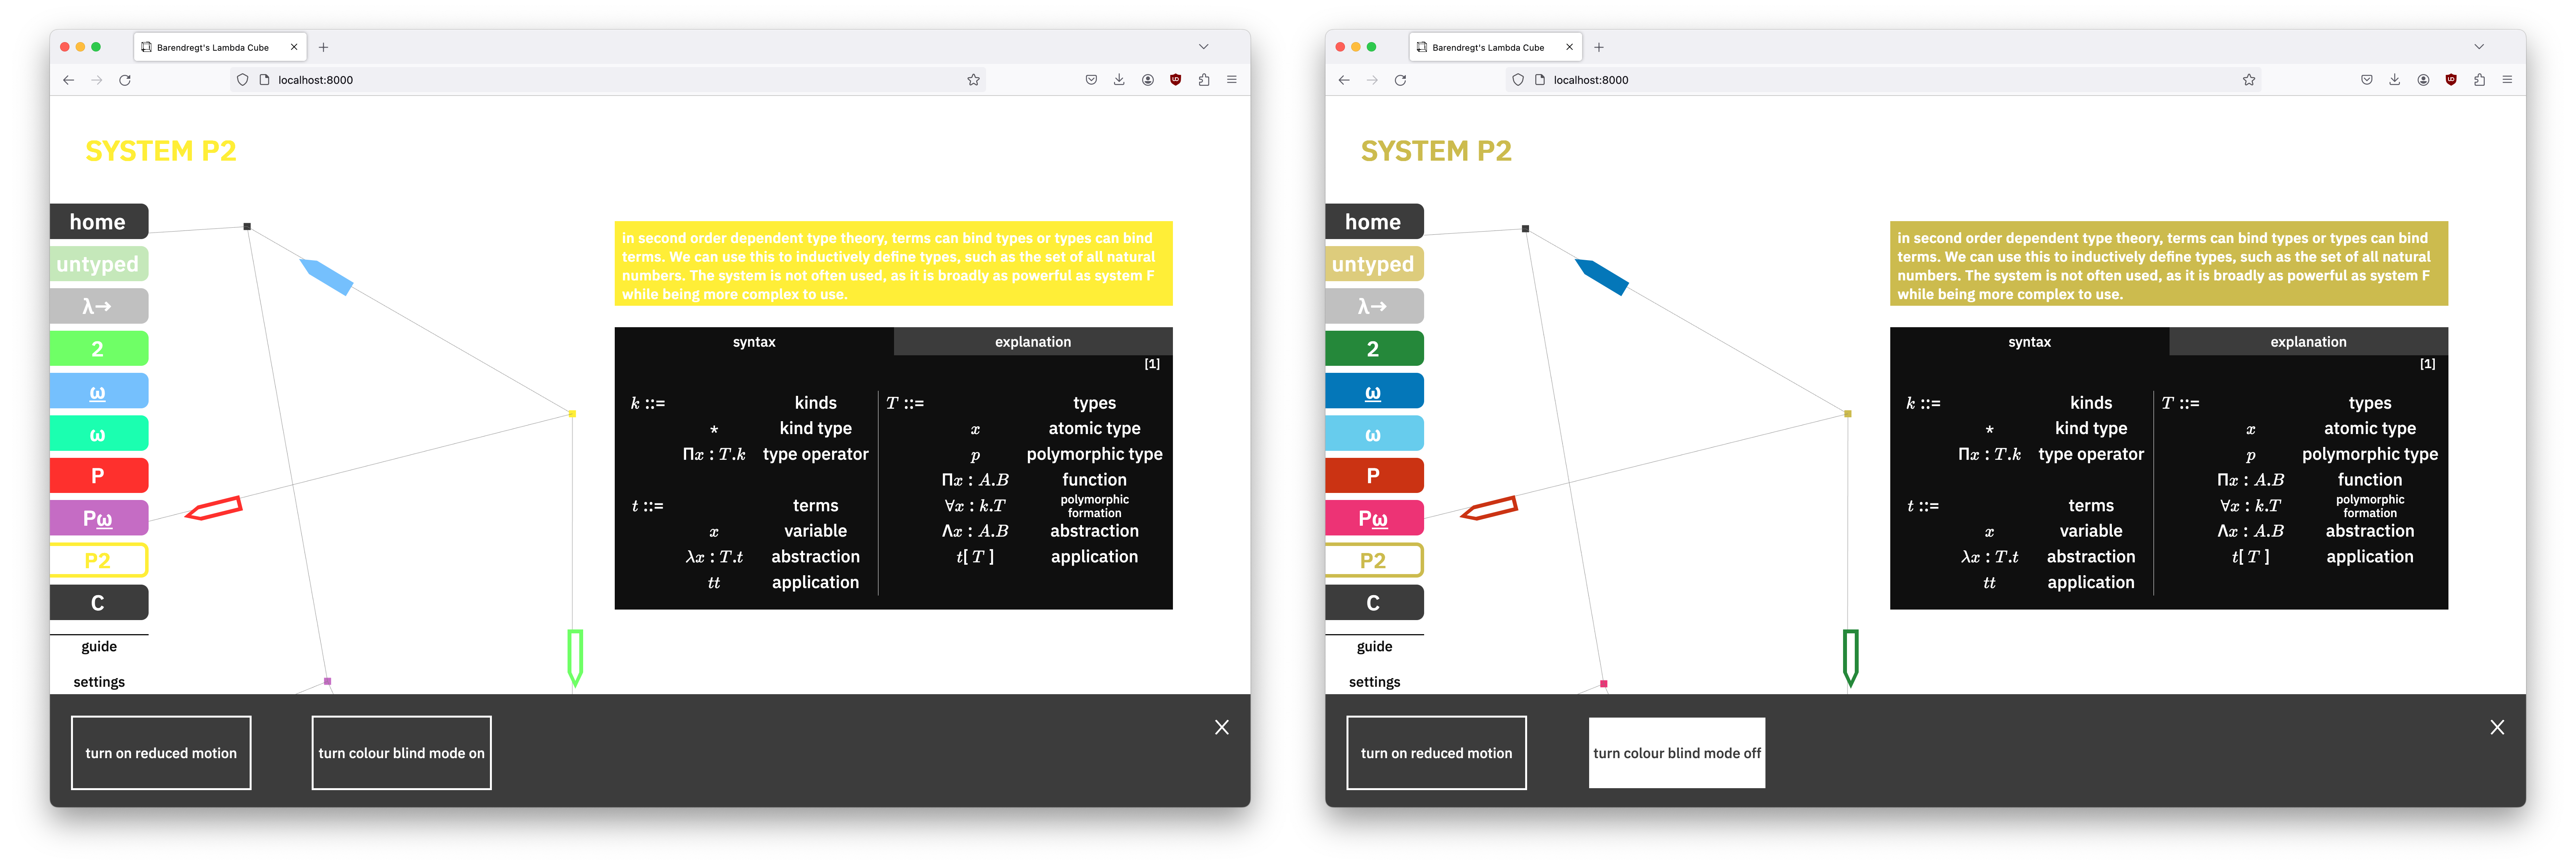 Barendregt's Lambda Cube
localhost:8000
SYSTEM P2
home
untyped
λ→
2
ω
ω
P
Pω
P2
C
guide
settings
in second order dependent type theory, terms can bind types or types can bind
terms. We can use this to inductively define types, such as the set of all natural
numbers. The system is not often used, as it is broadly as powerful as system F
while being more complex to use.
syntax explanation
[1]
k ::= kinds T ::= types
* kind type x atomic type
Πx : T.k type operator p polymorphic type
Πx : A.B function
t ::= terms ∀x : k.T polymorphic formation
x variable Λx : A.B abstraction
λx : T.t abstraction t[ T ] application
tt application
turn on reduced motion turn colour blind mode on
Barendregt's Lambda Cube
localhost:8000
SYSTEM P2
home
untyped
λ→
2
ω
ω
P
Pω
P2
C
guide
settings
in second order dependent type theory, terms can bind types or types can bind
terms. We can use this to inductively define types, such as the set of all natural
numbers. The system is not often used, as it is broadly as powerful as system F
while being more complex to use.
syntax explanation
[1]
k ::= kinds T ::= types
* kind type x atomic type
Πx : T.k type operator p polymorphic type
Πx : A.B function
t ::= terms ∀x : k.T polymorphic formation
x variable Λx : A.B abstraction
λx : T.t abstraction t[ T ] application
tt application
turn on reduced motion turn colour blind mode off